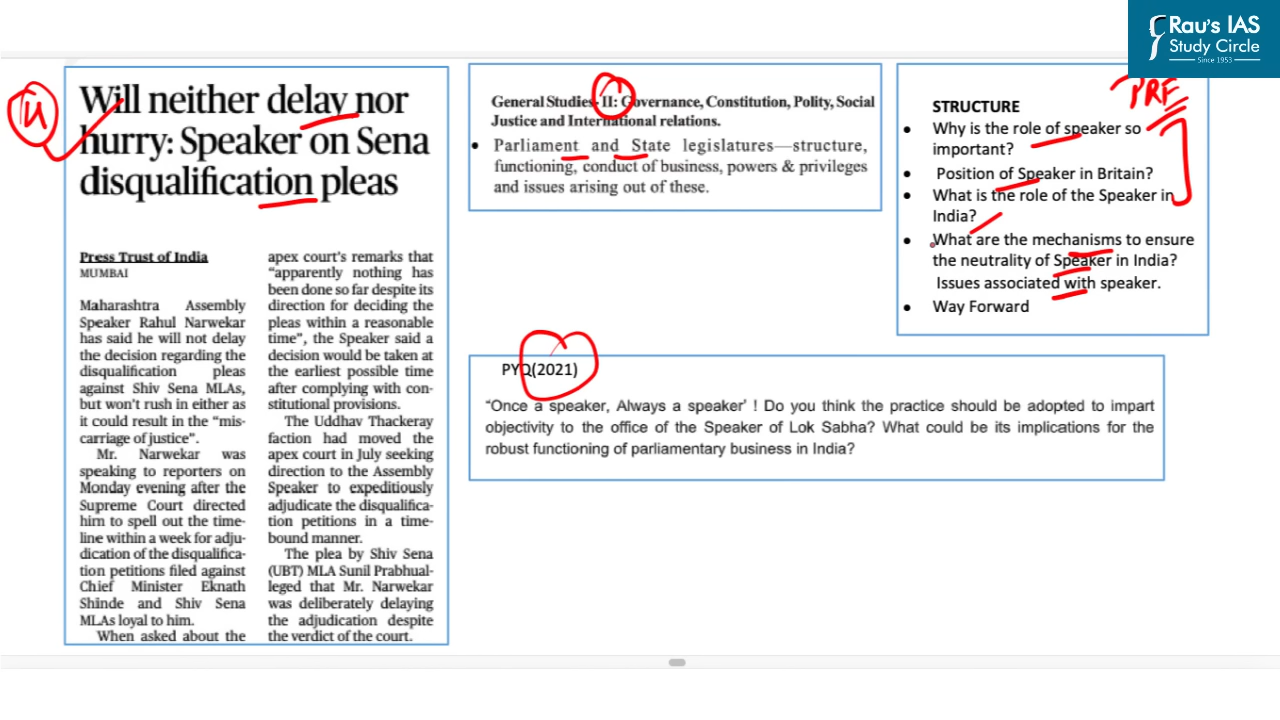 Rau's IAS
Study Circle
Since 1953
Will neither delay nor
hurry: Speaker on Sena
disqualification pleas
Press Trust of India
MUMBAI
Maharashtra Assembly
Speaker Rahul Narwekar
has said he will not delay
the decision regarding the
disqualification pleas
against Shiv Sena MLAs,
but won't rush in either as
it could result in the “mis-
carriage of justice”.
Mr. Narwekar was
speaking to reporters on
Monday evening after the
Supreme Court directed
him to spell out the time-
line within a week for adju-
dication of the disqualifica-
tion petitions filed against
Chief Minister Eknath
Shinde and Shiv Sena
MLAs loyal to him.
When asked about the
apex court's remarks that
“apparently nothing has
been done so far despite its
direction for deciding the
pleas within a reasonable
time”, the Speaker said a
decision would be taken at
the earliest possible time
after complying with con-
stitutional provisions.
The Uddhav Thackeray
faction had moved the
apex court in July seeking
direction to the Assembly
Speaker to expeditiously
adjudicate the disqualifica-
tion petitions in a time-
bound manner.
The plea by Shiv Sena
(UBT) MLA Sunil Prabhual-
leged that Mr. Narwekar
was deliberately delaying
the adjudication despite
the verdict of the court.
General Studies- II: Governance, Constitution, Polity, Social
Justice and International relations.
• Parliament and State legislatures—structure,
functioning, conduct of business, powers & privileges
and issues arising out of these.
STRUCTURE
• Why is the role of speaker so
important?
• Position of Speaker in Britain?
• What is the role of the Speaker in
India?
• What are the mechanisms to ensure
the neutrality of Speaker in India?
Issues associated with speaker.
• Way Forward
PYQ(2021)
“Once a speaker, Always a speaker’ ! Do you think the practice should be adopted to impart
objectivity to the office of the Speaker of Lok Sabha? What could be its implications for the
robust functioning of parliamentary business in India?